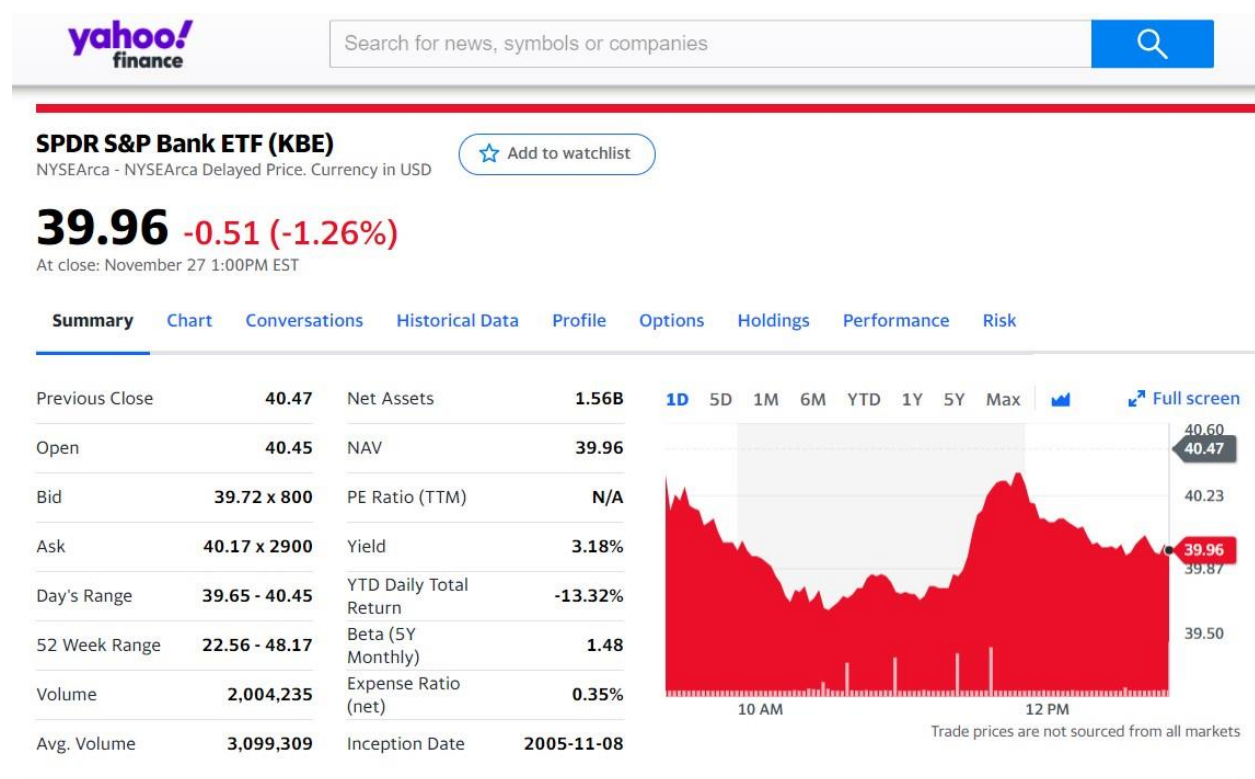 yahoo!
finance
Search for news, symbols or companies
SPDR S&P Bank ETF (KBE)
NYSEArca - NYSEArca Delayed Price. Currency in USD
Add to watchlist
39.96 -0.51 (-1.26%)
At close: November 27 1:00PM EST
Summary Chart Conversations Historical Data Profile Options Holdings Performance Risk
Previous Close 40.47
Open 40.45
Bid 39.72 x 800
Ask 40.17 x 2900
Day's Range 39.65 - 40.45
52 Week Range 22.56 - 48.17
Volume 2,004,235
Avg. Volume 3,099,309
Net Assets 1.56B
NAV 39.96
PE Ratio (TTM) N/A
Yield 3.18%
YTD Daily Total
Return -13.32%
Beta (5Y
Monthly) 1.48
Expense Ratio
(net) 0.35%
Inception Date 2005-11-08
1D 5D 1M 6M YTD 1Y 5Y Max Full screen
40.60
40.47
40.23
39.96
39.87
39.50
10 AM 12 PM
Trade prices are not sourced from all markets